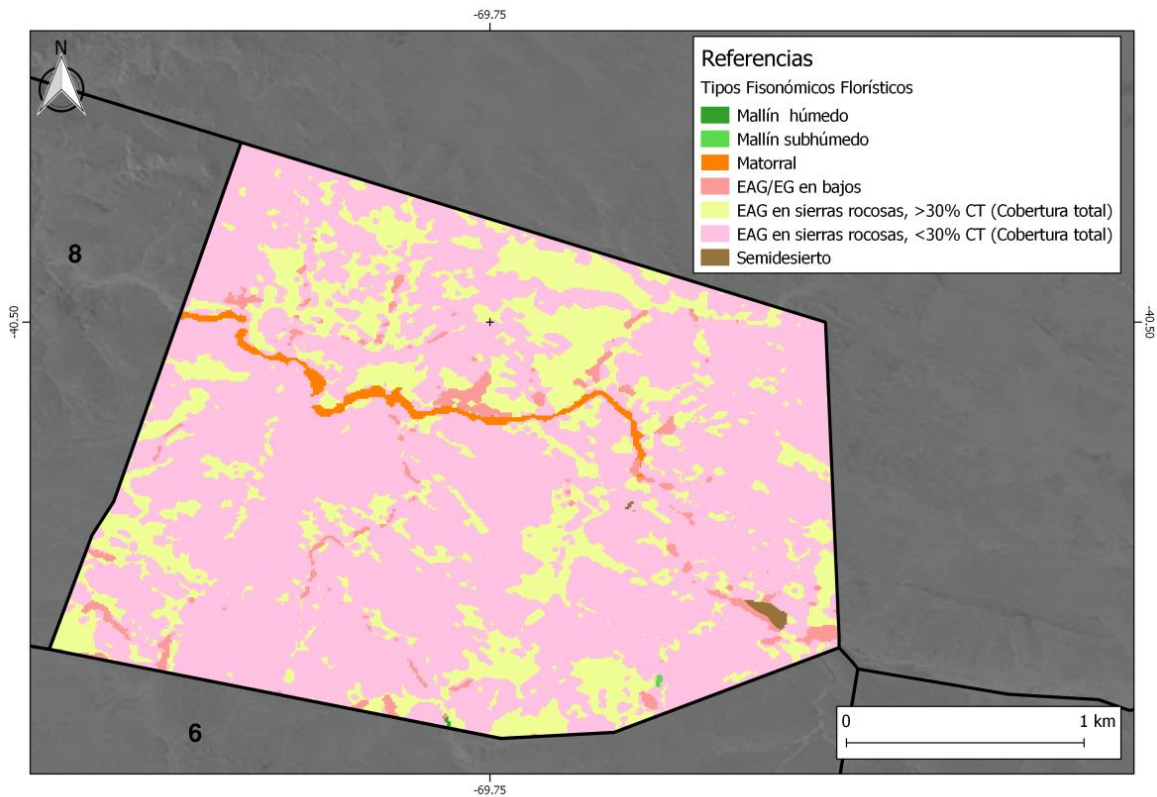 -69.75
N
Referencias
Tipos Fisonómicos Florísticos
Mallín húmedo
Mallín subhúmedo
Matorral
EAG/EG en bajos
EAG en sierras rocosas, >30% CT (Cobertura total)
EAG en sierras rocosas, <30% CT (Cobertura total)
Semidesierto
8
-40.50
-40.50
6
0
1 km
-69.75